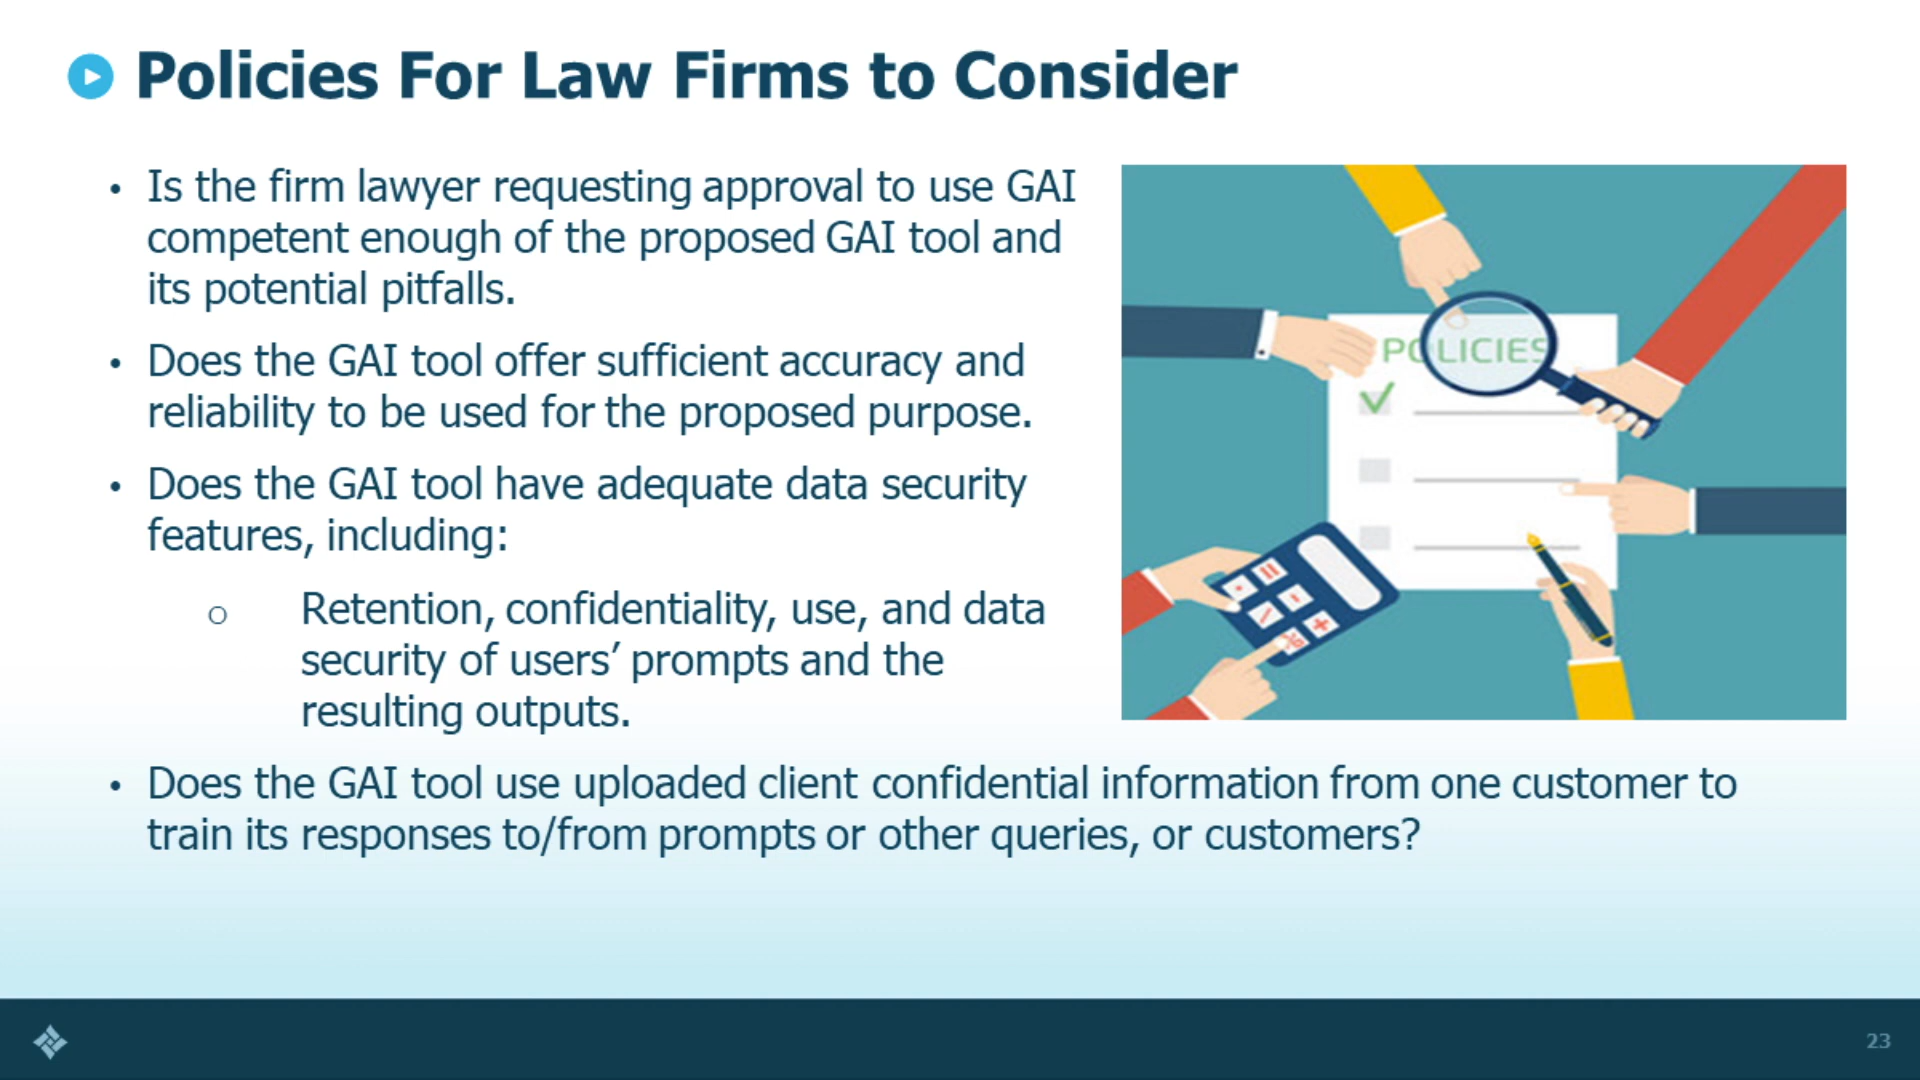 Policies For Law Firms to Consider
• Is the firm lawyer requesting approval to use GAI
competent enough of the proposed GAI tool and
its potential pitfalls.
• Does the GAI tool offer sufficient accuracy and
reliability to be used for the proposed purpose.
• Does the GAI tool have adequate data security
features, including:
o Retention, confidentiality, use, and data
security of users’ prompts and the
resulting outputs.
• Does the GAI tool use uploaded client confidential information from one customer to
train its responses to/from prompts or other queries, or customers?
POLICIES
23